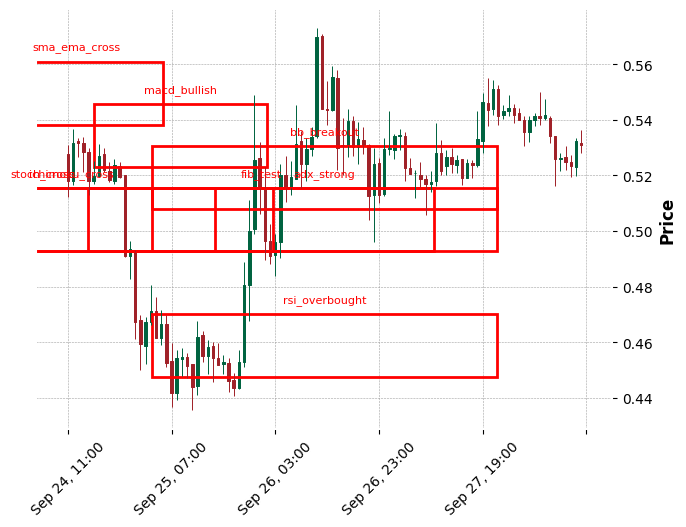 sma_ema_cross
macd_bullish
bb_breakout
fib_test
adx_strong
rsi_overbought
0.56
0.54
0.52
0.50
0.48
0.46
0.44
Price
Sep 24, 11:00
Sep 25, 07:00
Sep 26, 03:00
Sep 26, 23:00
Sep 27, 19:00